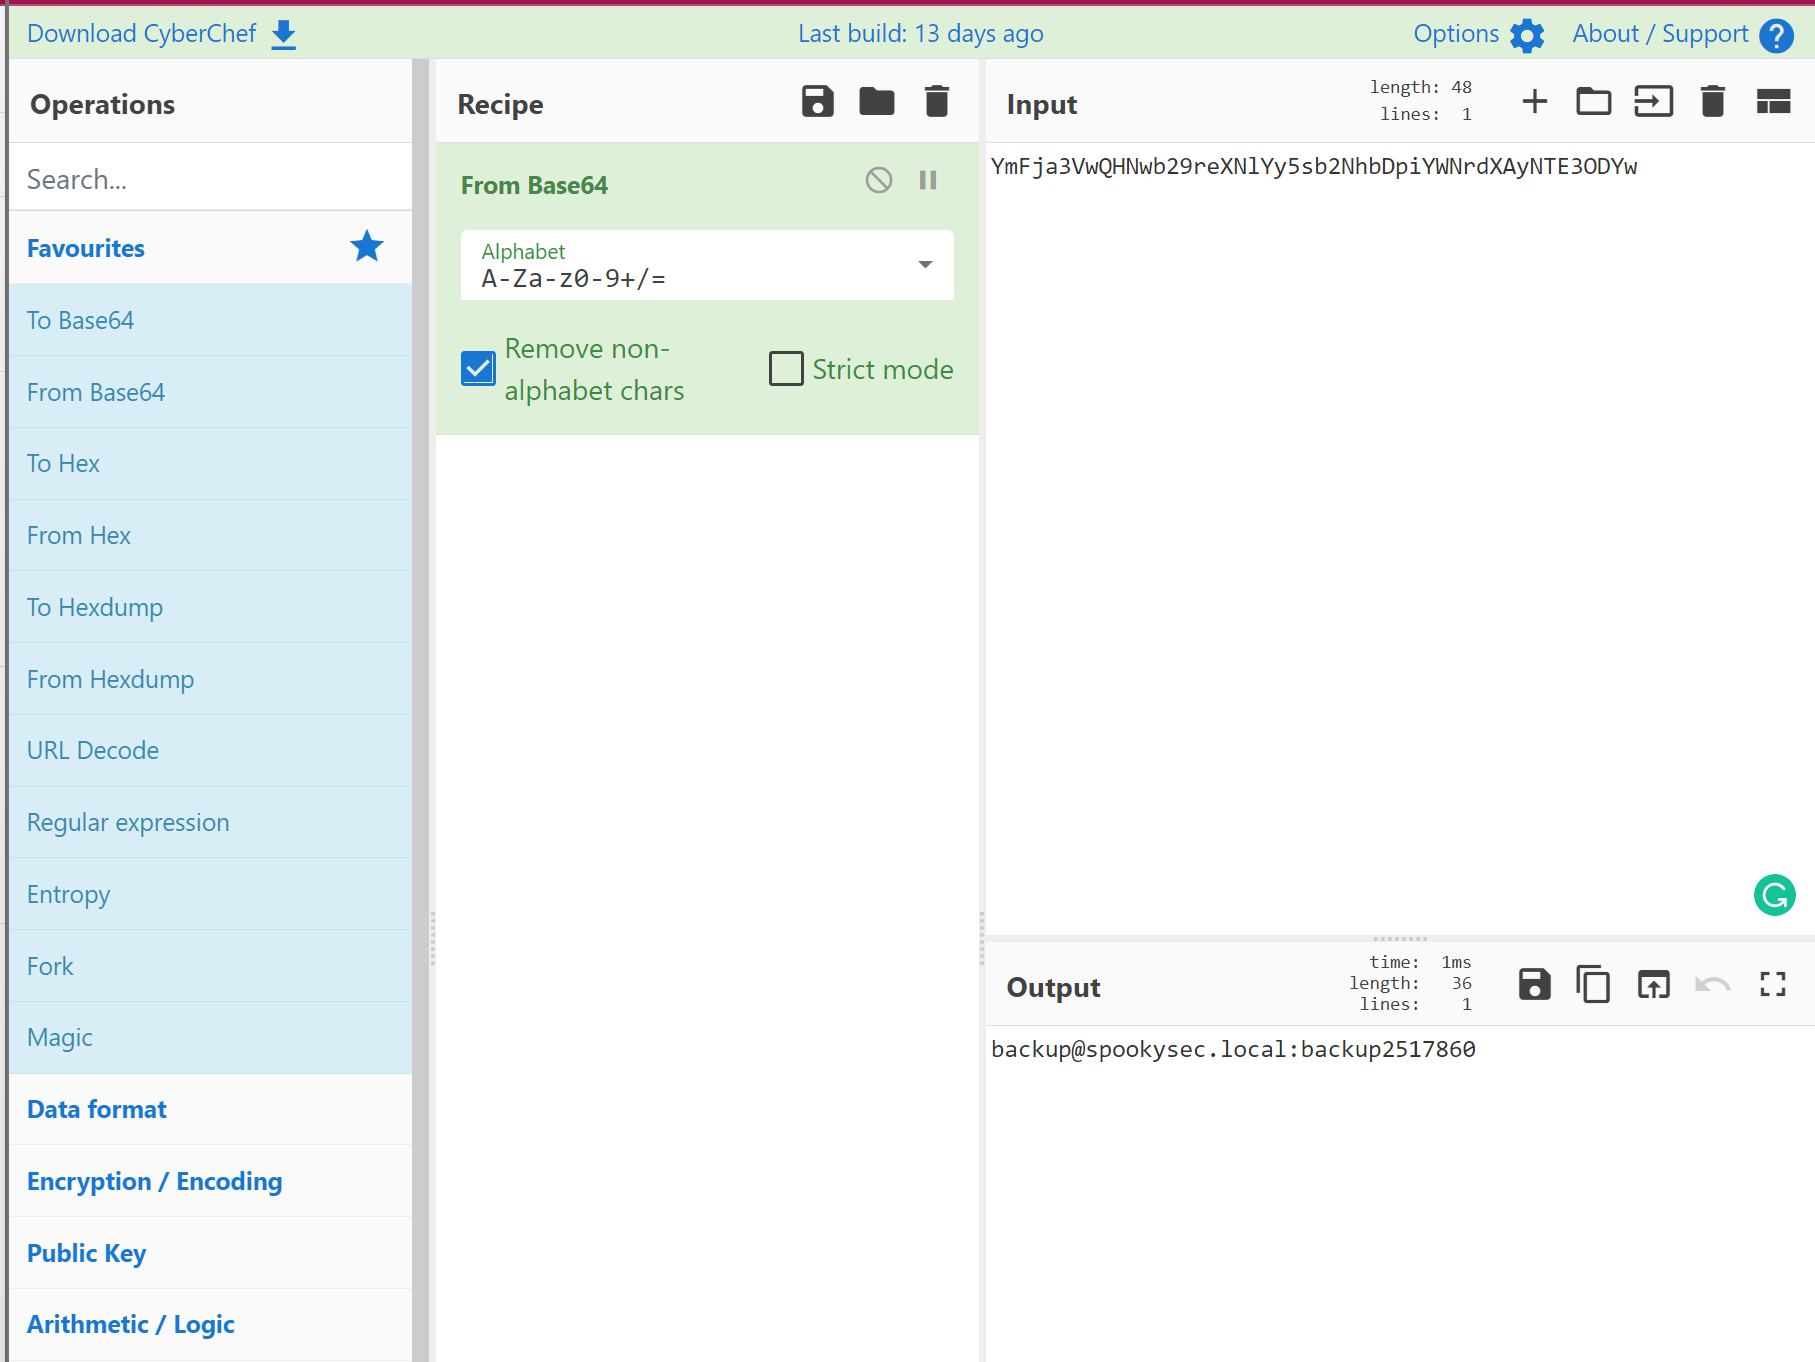 Download CyberChef
Last build: 13 days ago
Options
About / Support
Operations
Search...
Favourites
To Base64
From Base64
To Hex
From Hex
To Hexdump
From Hexdump
URL Decode
Regular expression
Entropy
Fork
Magic
Data format
Encryption / Encoding
Public Key
Arithmetic / Logic
Recipe
From Base64
Alphabet
A-Za-z0-9+/=
Remove non-
alphabet chars
Strict mode
Input
length: 48
lines: 1
YmFja3VwQHNwb29reXNlYy5sb2NhbDpiYWNrdXAyNTE3ODYw
Output
time: 1ms
length: 36
lines: 1
backup@spookysec.local:backup2517860